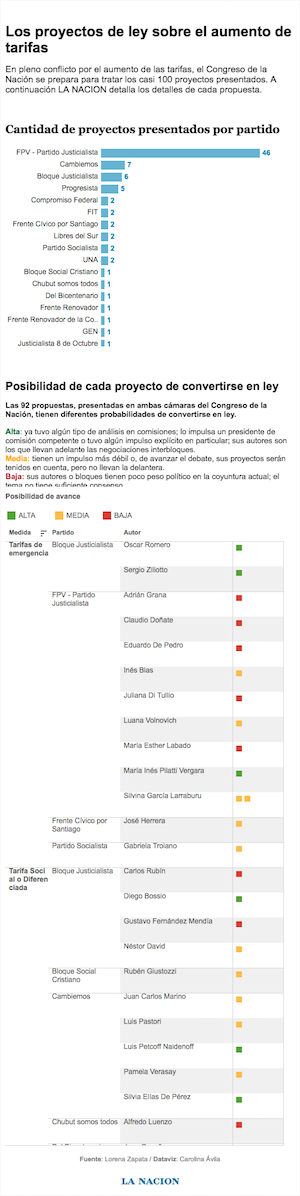 Los proyectos de ley sobre el aumento de
tarifas
En pleno conflicto por el aumento de las tarifas, el Congreso de la
Nación se prepara para tratar los casi 100 proyectos presentados. A
continuación LA NACION detalla los detalles de cada propuesta.
Cantidad de proyectos presentados por partido
FPV - Partido Justicialista 46
Cambiemos 7
Bloque Justicialista 6
Progresista 5
Compromiso Federal 2
FIT 2
Frente Cívico por Santiago 2
Libres del Sur 2
Partido Socialista 2
UNA 2
Bloque Social Cristiano 1
Chubut somos todos 1
Del Bicentenario 1
Frente Renovador 1
Frente Renovador de la Co.. 1
GEN 1
Justicialista 8 de Octubre 1
Posibilidad de cada proyecto de convertirse en ley
Las 92 propuestas, presentadas en ambas cámaras del Congreso de la
Nación, tienen diferentes probabilidades de convertirse en ley.
Alta: ya tuvo algún tipo de análisis en comisiones; lo impulsa un presidente de
comisión competente o tuvo algún impulso explícito en particular; sus autores son
los que llevan adelante las negociaciones interbloques.
Media: tienen un impulso más débil o, de avanzar el debate, sus proyectos serán
tenidos en cuenta, pero no llevan la delantera.
Baja: sus autores o bloques tienen poco peso político en la coyuntura actual; el
tema no tiene suficiente consenso
Posibilidad de avance
ALTA MEDIA BAJA
Medida Partido Autor
Tarifas de emergencia Bloque Justicialista Oscar Romero
Sergio Ziliotto
FPV - Partido Justicialista Adrián Grana
Claudio Doñate
Eduardo De Pedro
Inés Blas
Juliana Di Tullio
Luana Volnovich
María Esther Labado
María Inés Pilatti Vergara
Silvina García Larraburu
Frente Cívico por Santiago José Herrera
Partido Socialista Gabriela Troiano
Tarifa Soci al o Diferen ciada Bloque Justicialista Carlos Rubín
Diego Bossio
Gustavo Fernández Mendía
Néstor David
Bloque Social Cristiano Rubén Giustozzi
Cambiemos Juan Carlos Marino
Luis Pastori
Luis Petcoff Naidenoff
Pamela Verasay
Silvia Elías De Pérez
Chubut somos todos Alfredo Luenzo
Fuente: Lorena Zapata / Dataviz: Carolina Ávila
LA NACION